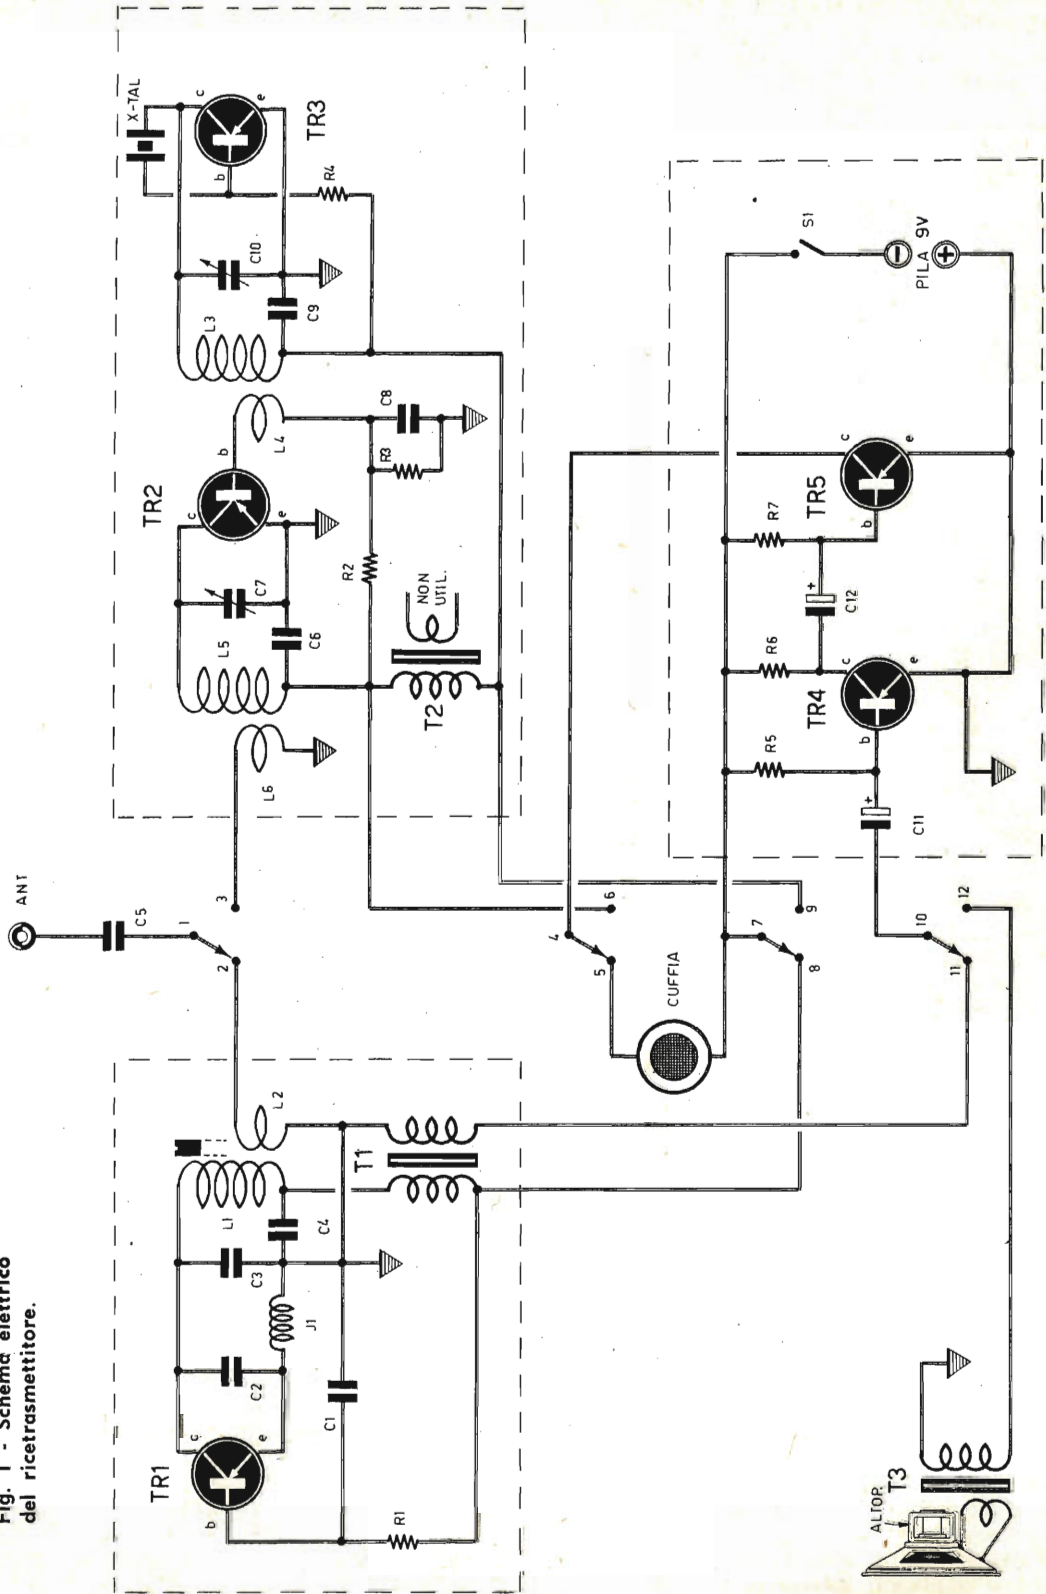 Fig. 1 - Schema elettrico
del ricetrasmettitore.
TR1
b
c
e
C2
C3
J1
C1
R1
L1
C4
L2
T1
ANT
C5
1
2
3
L6
L5
C7
C6
TR2
c
e
b
R2
T2
NON
UTIL.
L4
R3
C8
L3
C10
C9
X-TAL
b
c
e
TR3
R4
ALTOP.
T3
CUFFIA
4
5
6
7
8
9
10
11
12
C11
+
R5
TR4
b
c
e
R6
C12
+
R7
TR5
b
c
e
S1
PILA 9V
−
+